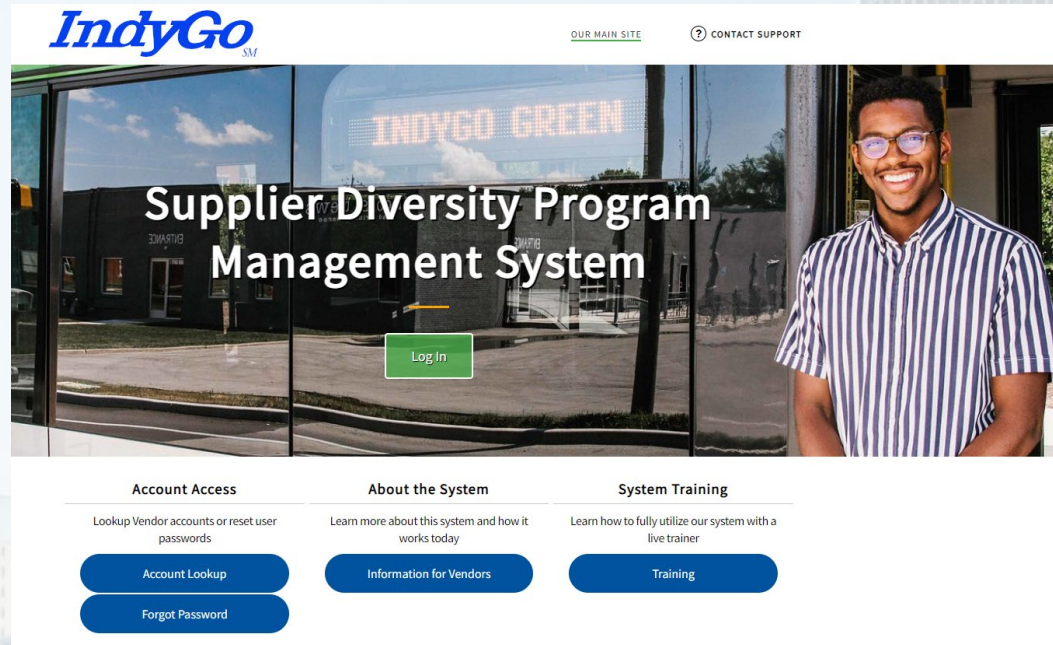 IndyGo
SM
OUR MAIN SITE
? CONTACT SUPPORT
INDYGO GREEN
Supplier Diversity Program
Management System
ENTRANCE
Log In
Account Access
Lookup Vendor accounts or reset user
passwords
Account Lookup
Forgot Password
About the System
Learn more about this system and how it
works today
Information for Vendors
System Training
Learn how to fully utilize our system with a
live trainer
Training